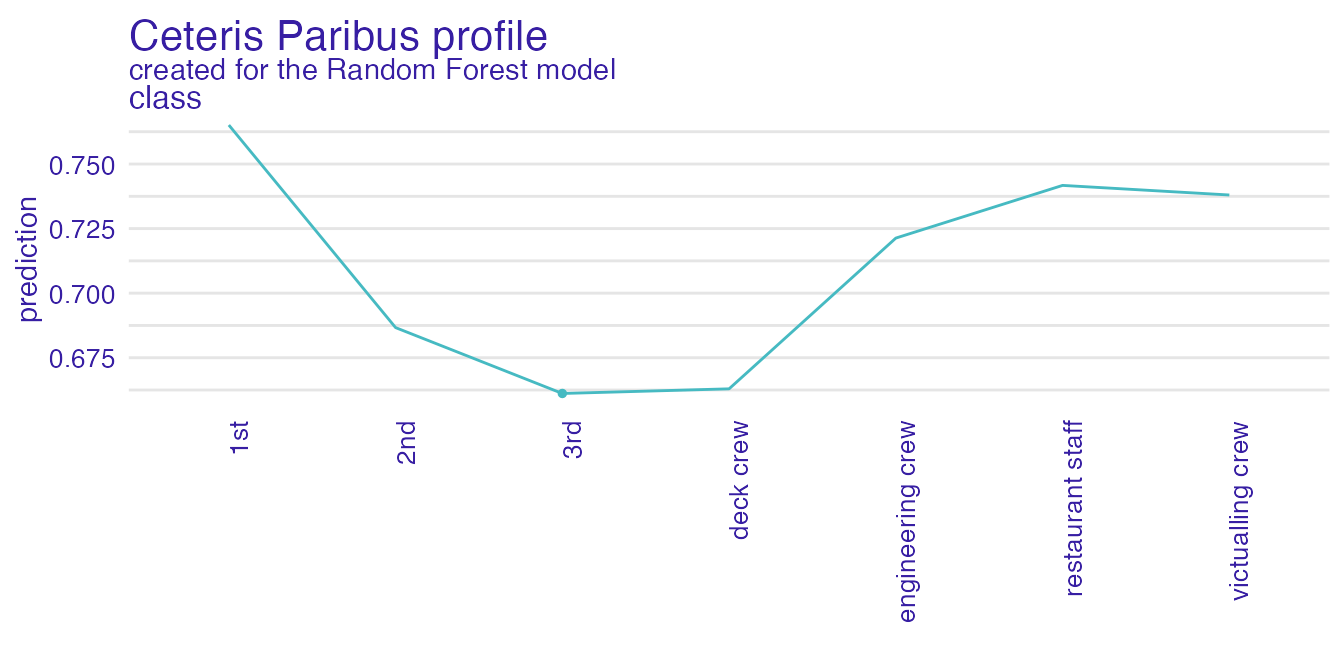 Ceteris Paribus profile
created for the Random Forest model
class
0.750
0.725
0.700
0.675
prediction
1st
2nd
3rd
deck crew
engineering crew
restaurant staff
victualling crew